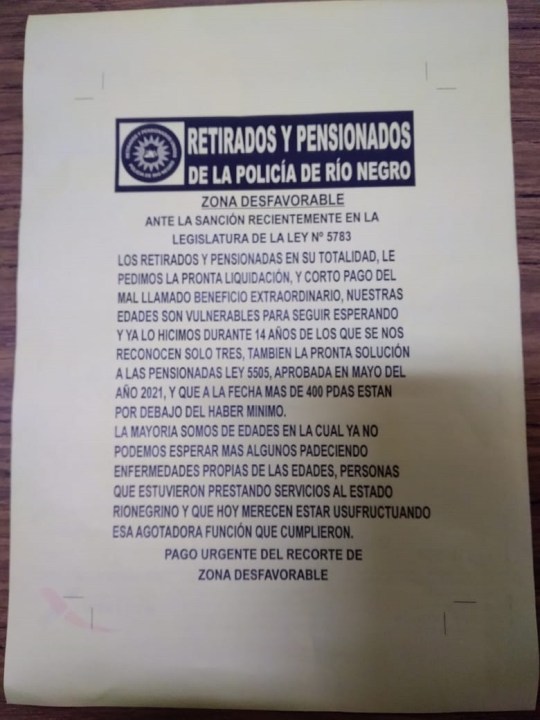 RETIRADOS Y PENSIONADOS
DE LA POLICÍA DE RÍO NEGRO
ZONA DESFAVORABLE
ANTE LA SANCIÓN RECIENTEMENTE EN LA
LEGISLATURA DE LA LEY Nº 5783
LOS RETIRADOS Y PENSIONADAS EN SU TOTALIDAD, LE
PEDIMOS LA PRONTA LIQUIDACIÓN, Y CORTO PAGO DEL
MAL LLAMADO BENEFICIO EXTRAORDINARIO, NUESTRAS
EDADES SON VULNERABLES PARA SEGUIR ESPERANDO
Y YA LO HICIMOS DURANTE 14 AÑOS DE LOS QUE SE NOS
RECONOCEN SOLO TRES, TAMBIEN LA PRONTA SOLUCIÓN
A LAS PENSIONADAS LEY 5505, APROBADA EN MAYO DEL
AÑO 2021, Y QUE A LA FECHA MAS DE 400 PDAS ESTAN
POR DEBAJO DEL HABER MINIMO.
LA MAYORIA SOMOS DE EDADES EN LA CUAL YA NO
PODEMOS ESPERAR MAS ALGUNOS PADECIENDO
ENFERMEDADES PROPIAS DE LAS EDADES, PERSONAS
QUE ESTUVIERON PRESTANDO SERVICIOS AL ESTADO
RIONEGRINO Y QUE HOY MERECEN ESTAR USUFRUCTUANDO
ESA AGOTADORA FUNCIÓN QUE CUMPLIERON.
PAGO URGENTE DEL RECORTE DE
ZONA DESFAVORABLE